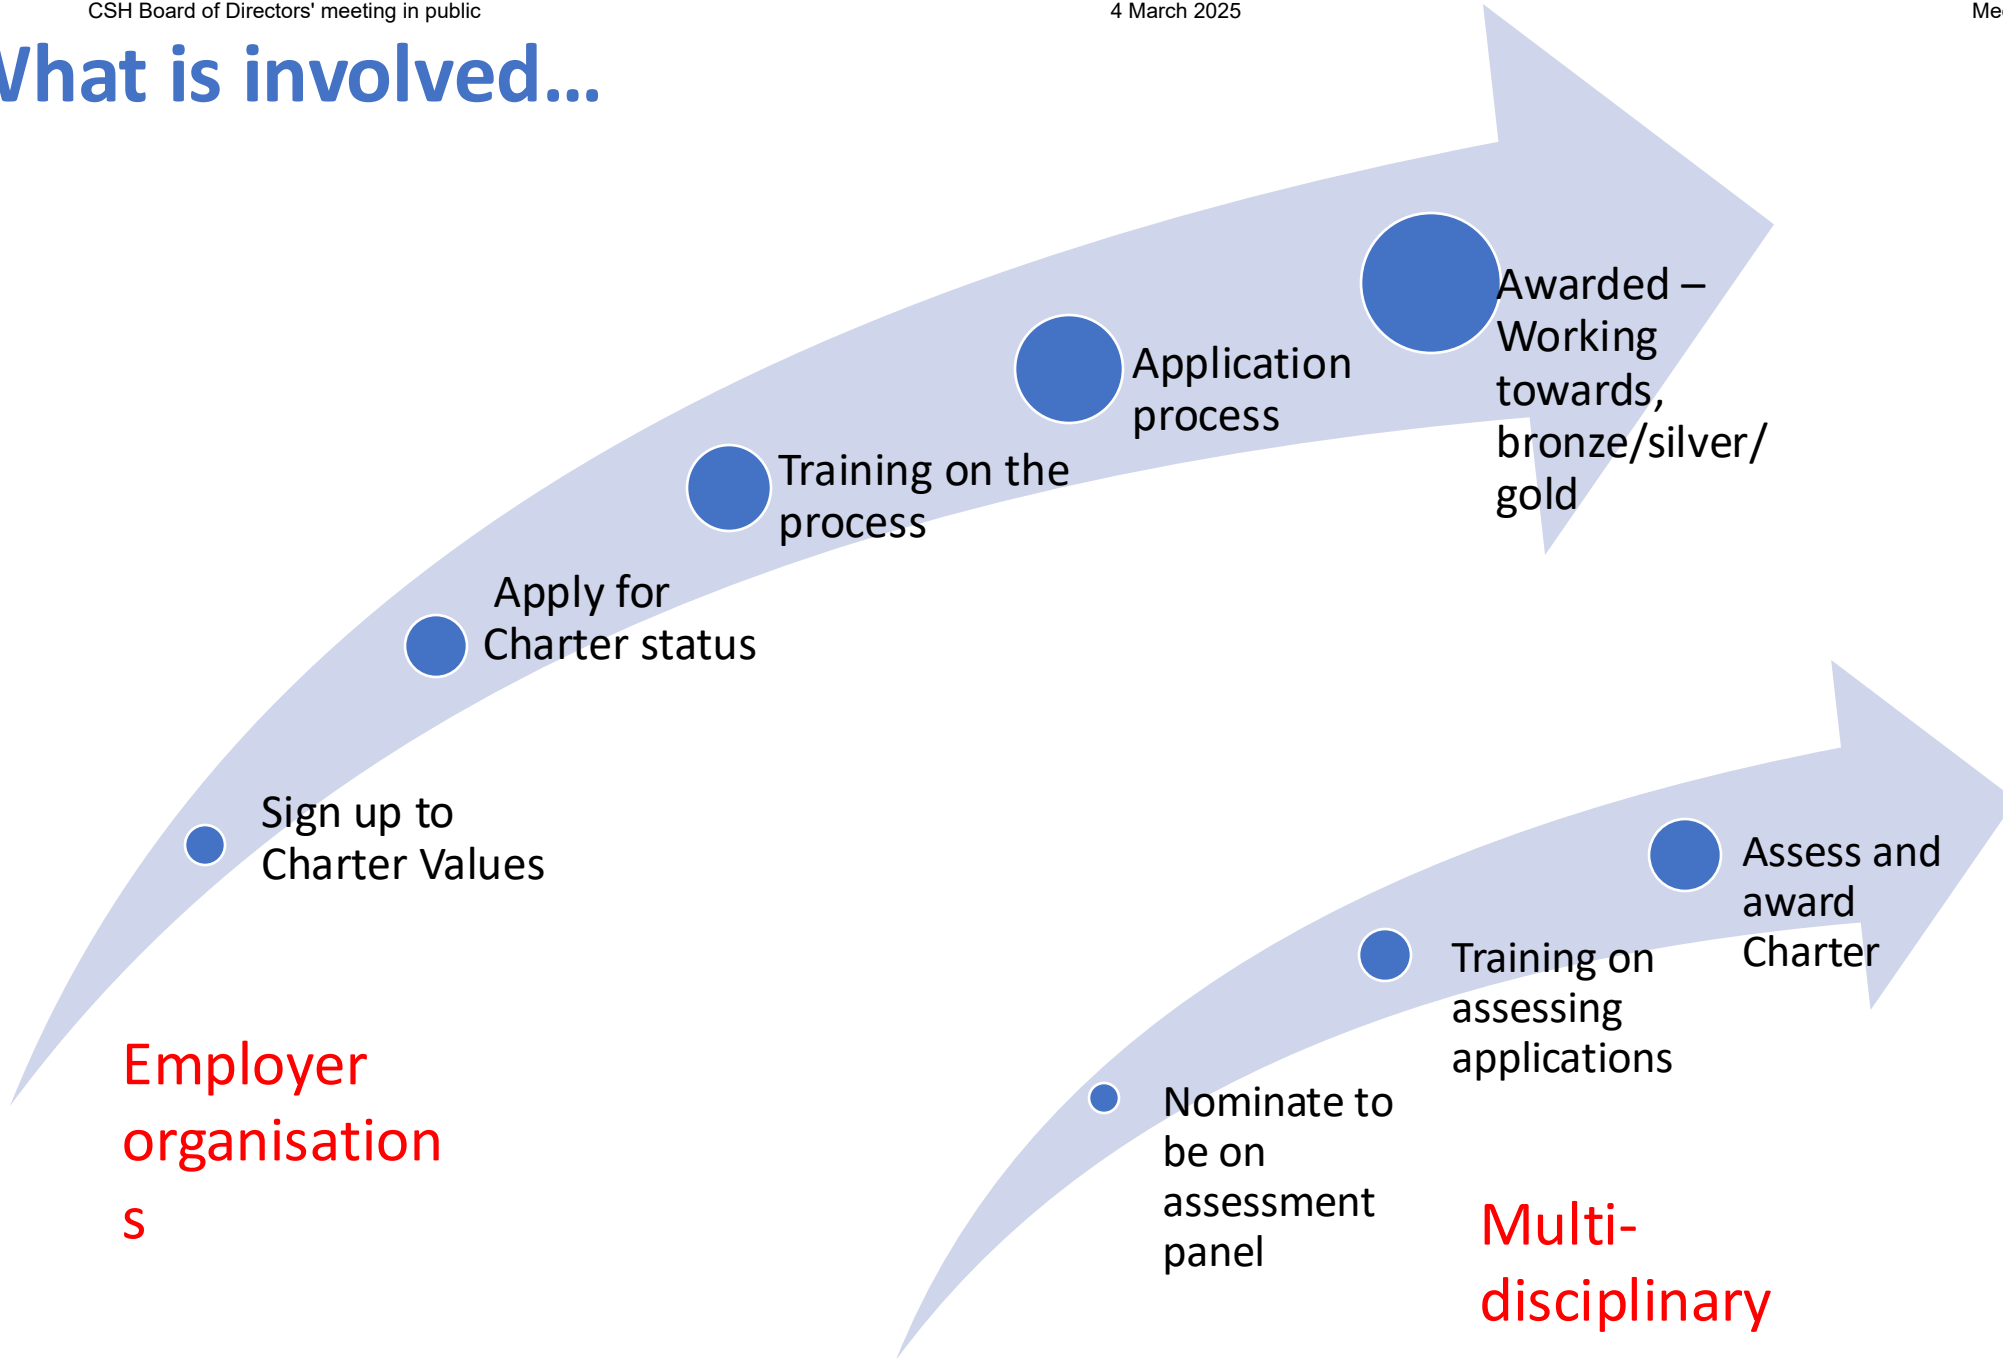 CSH Board of Directors' meeting in public
4 March 2025
What is involved...
Awarded –
Working
towards,
bronze/silver/
gold
Application
process
Training on the
process
Apply for
Charter status
Sign up to
Charter Values
Employer
organisation
s
Assess and
award
Charter
Training on
assessing
applications
Nominate to
be on
assessment
panel
Multi-
disciplinary